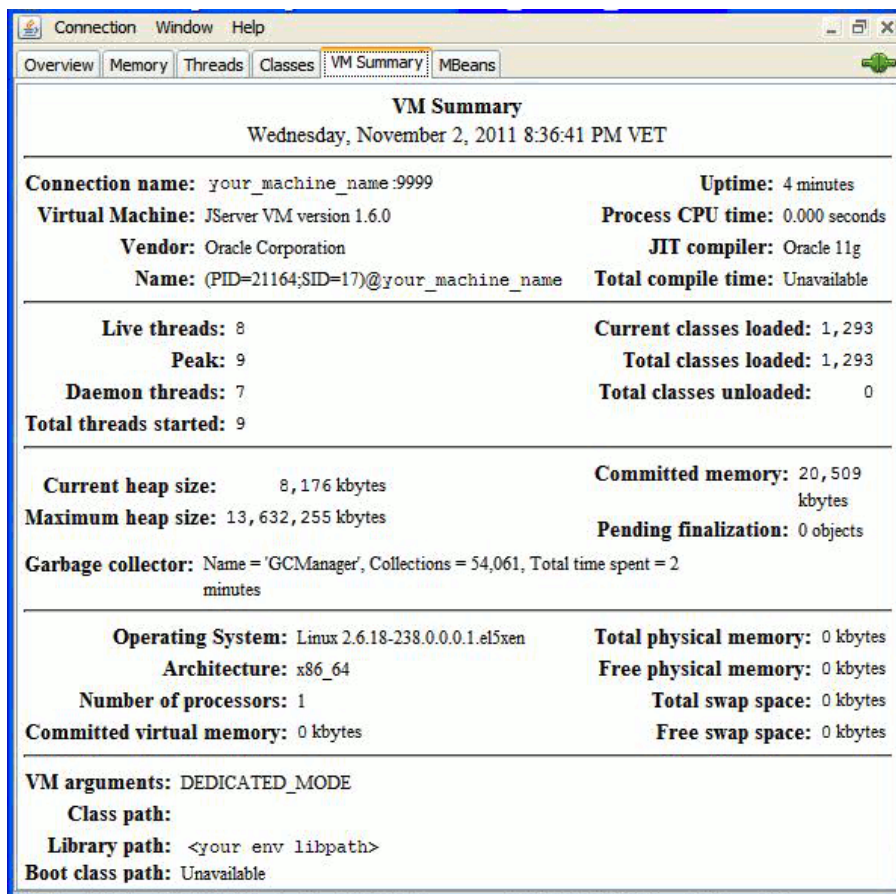 Connection Window Help
Overview Memory Threads Classes VM Summary MBeans
VM Summary
Wednesday, November 2, 2011 8:36:41 PM VET
Connection name: your_machine_name:9999 Uptime: 4 minutes
Virtual Machine: JServer VM version 1.6.0 Process CPU time: 0.000 seconds
Vendor: Oracle Corporation JIT compiler: Oracle 11g
Name: (PID=21164;SID=17)@your_machine_name Total compile time: Unavailable
Live threads: 8 Current classes loaded: 1,293
Peak: 9 Total classes loaded: 1,293
Daemon threads: 7 Total classes unloaded: 0
Total threads started: 9
Current heap size: 8,176 kbytes Committed memory: 20,509
kbytes
Maximum heap size: 13,632,255 kbytes Pending finalization: 0 objects
Garbage collector: Name = 'GCManager', Collections = 54,061, Total time spent = 2
minutes
Operating System: Linux 2.6.18-238.0.0.0.1.el5xen Total physical memory: 0 kbytes
Architecture: x86_64 Free physical memory: 0 kbytes
Number of processors: 1 Total swap space: 0 kbytes
Committed virtual memory: 0 kbytes Free swap space: 0 kbytes
VM arguments: DEDICATED_MODE
Class path:
Library path: <your env libpath>
Boot class path: Unavailable